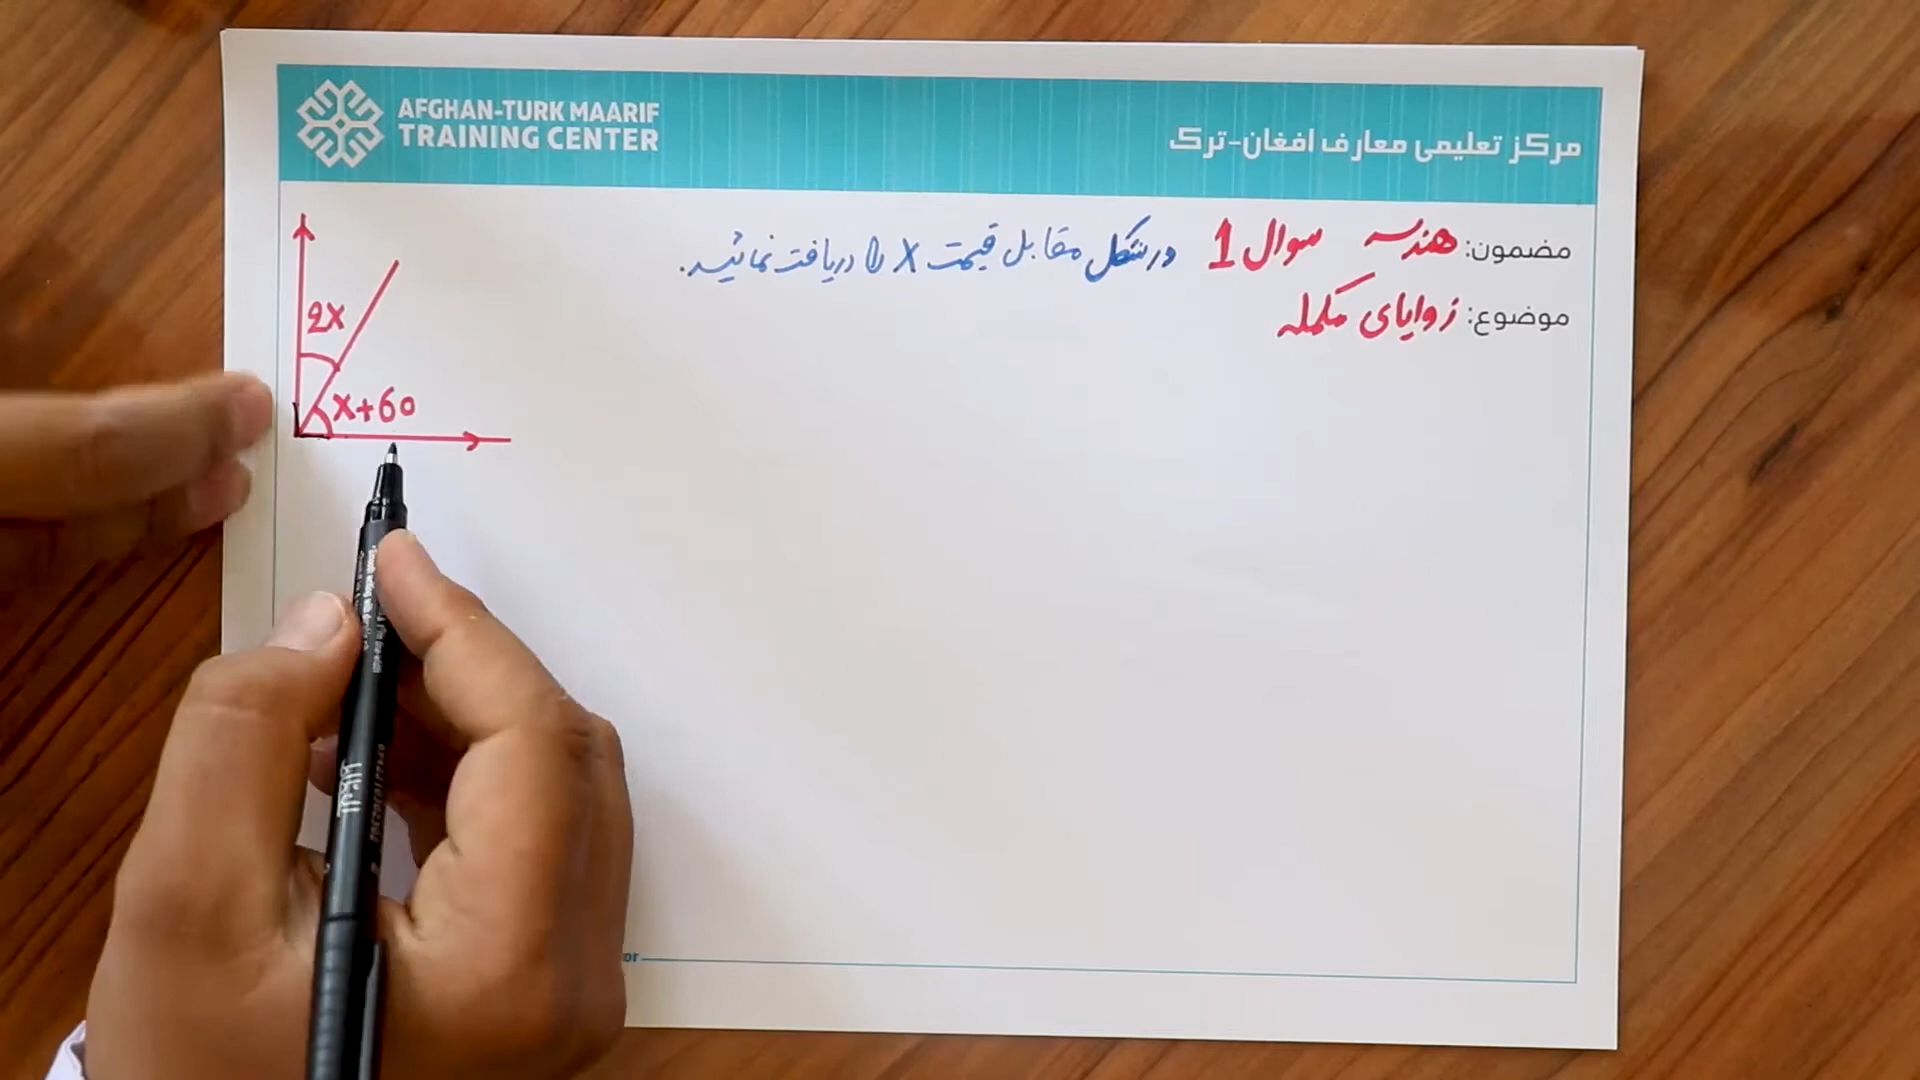 AFGHAN-TURK MAARIF
TRAINING CENTER
مرکز تعلیمی معارف افغان-ترک
مضمون: هندسه سوال 1 در شکل مقابل قیمت x را دریافت نمائید.
موضوع: زوایای مکمله
2x
x+60
or